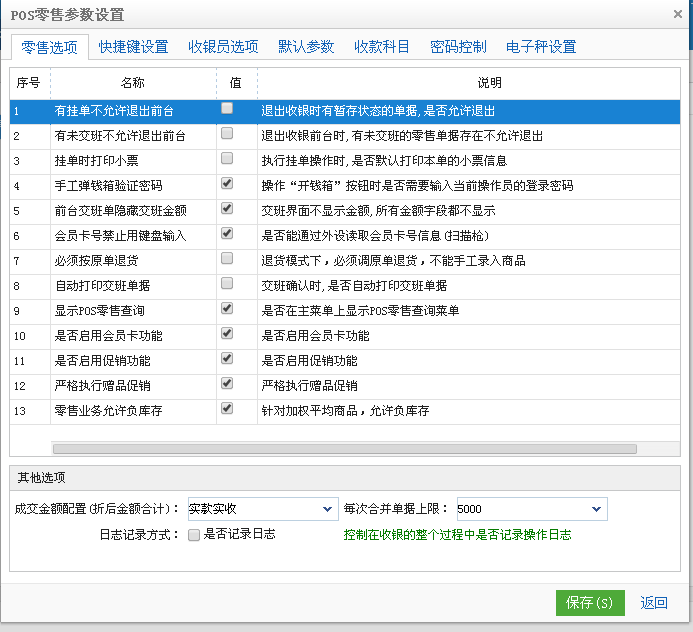 POS零售参数设置
零售选项 快捷键设置 收银员选项 默认参数 收款科目 密码控制 电子秤设置
序号 名称 值 说明
1 有挂单不允许退出前台 退出收银时有暂存状态的单据,是否允许退出
2 有未交班不允许退出前台 退出收银前台时,有未交班的零售单据存在不允许退出
3 挂单时打印小票 执行挂单操作时,是否默认打印本单的小票信息
4 手工弹钱箱验证密码 操作“开钱箱”按钮时是否需要输入当前操作员的登录密码
5 前台交班单隐藏交班金额 交班界面不显示金额,所有金额字段都不显示
6 会员卡号禁止用键盘输入 是否能通过外设读取会员卡号信息(扫描枪)
7 必须按原单退货 退货模式下，必须调原单退货，不能手工录入商品
8 自动打印交班单据 交班确认时,是否自动打印交班单据
9 显示POS零售查询 是否在主菜单上显示POS零售查询菜单
10 是否启用会员卡功能 是否启用会员卡功能
11 是否启用促销功能 是否启用促销功能
12 严格执行赠品促销 严格执行赠品促销
13 零售业务允许负库存 针对加权平均商品，允许负库存
其他选项
成交金额配置(折后金额合计)： 实款实收 每次合并单据上限： 5000
日志记录方式： 是否记录日志 控制在收银的整个过程中是否记录操作日志
保存(S) 返回